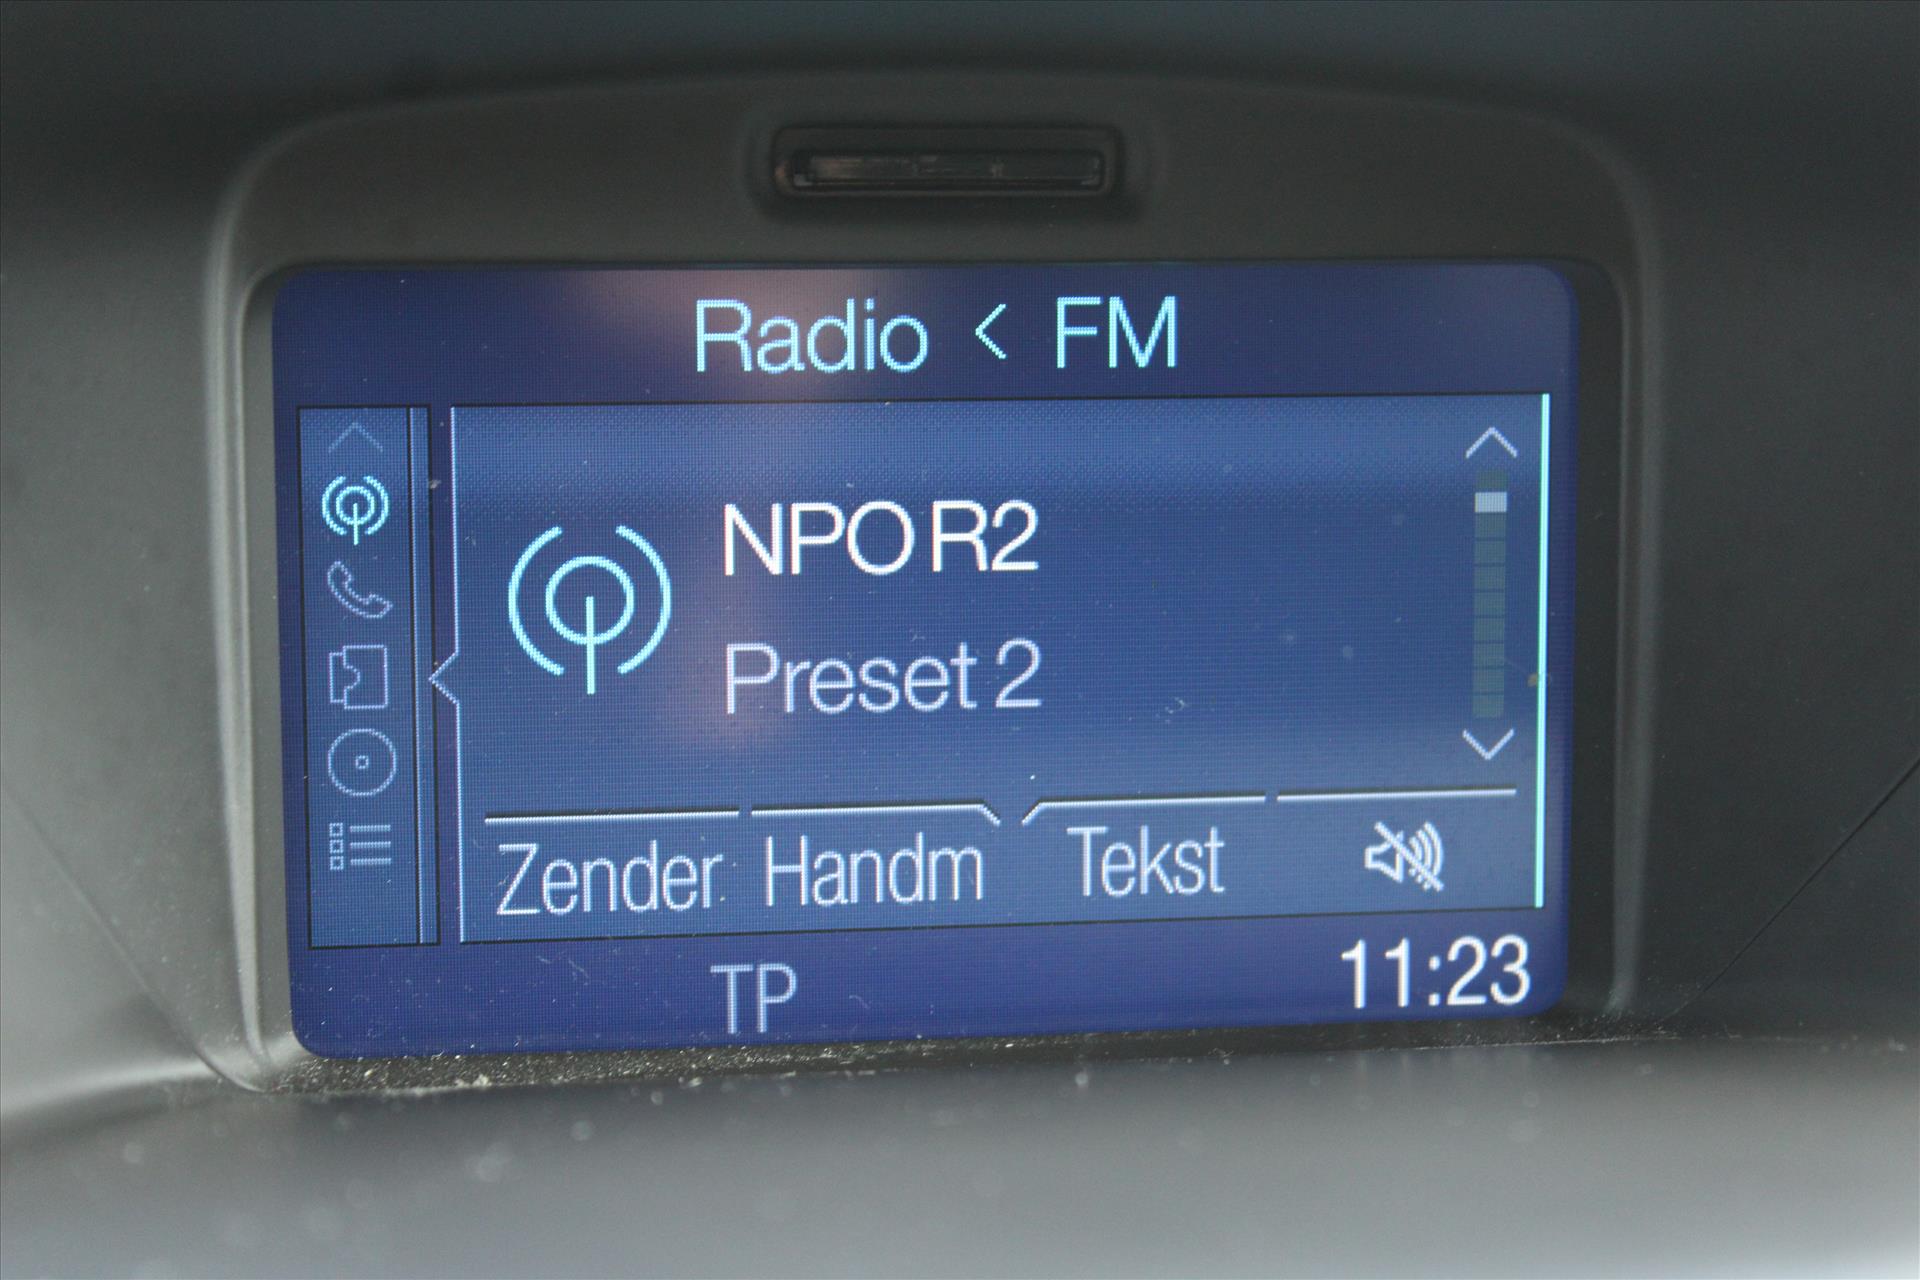 Radio < FM
NPO R2
Preset 2
Zender Handm Tekst
TP 11:23